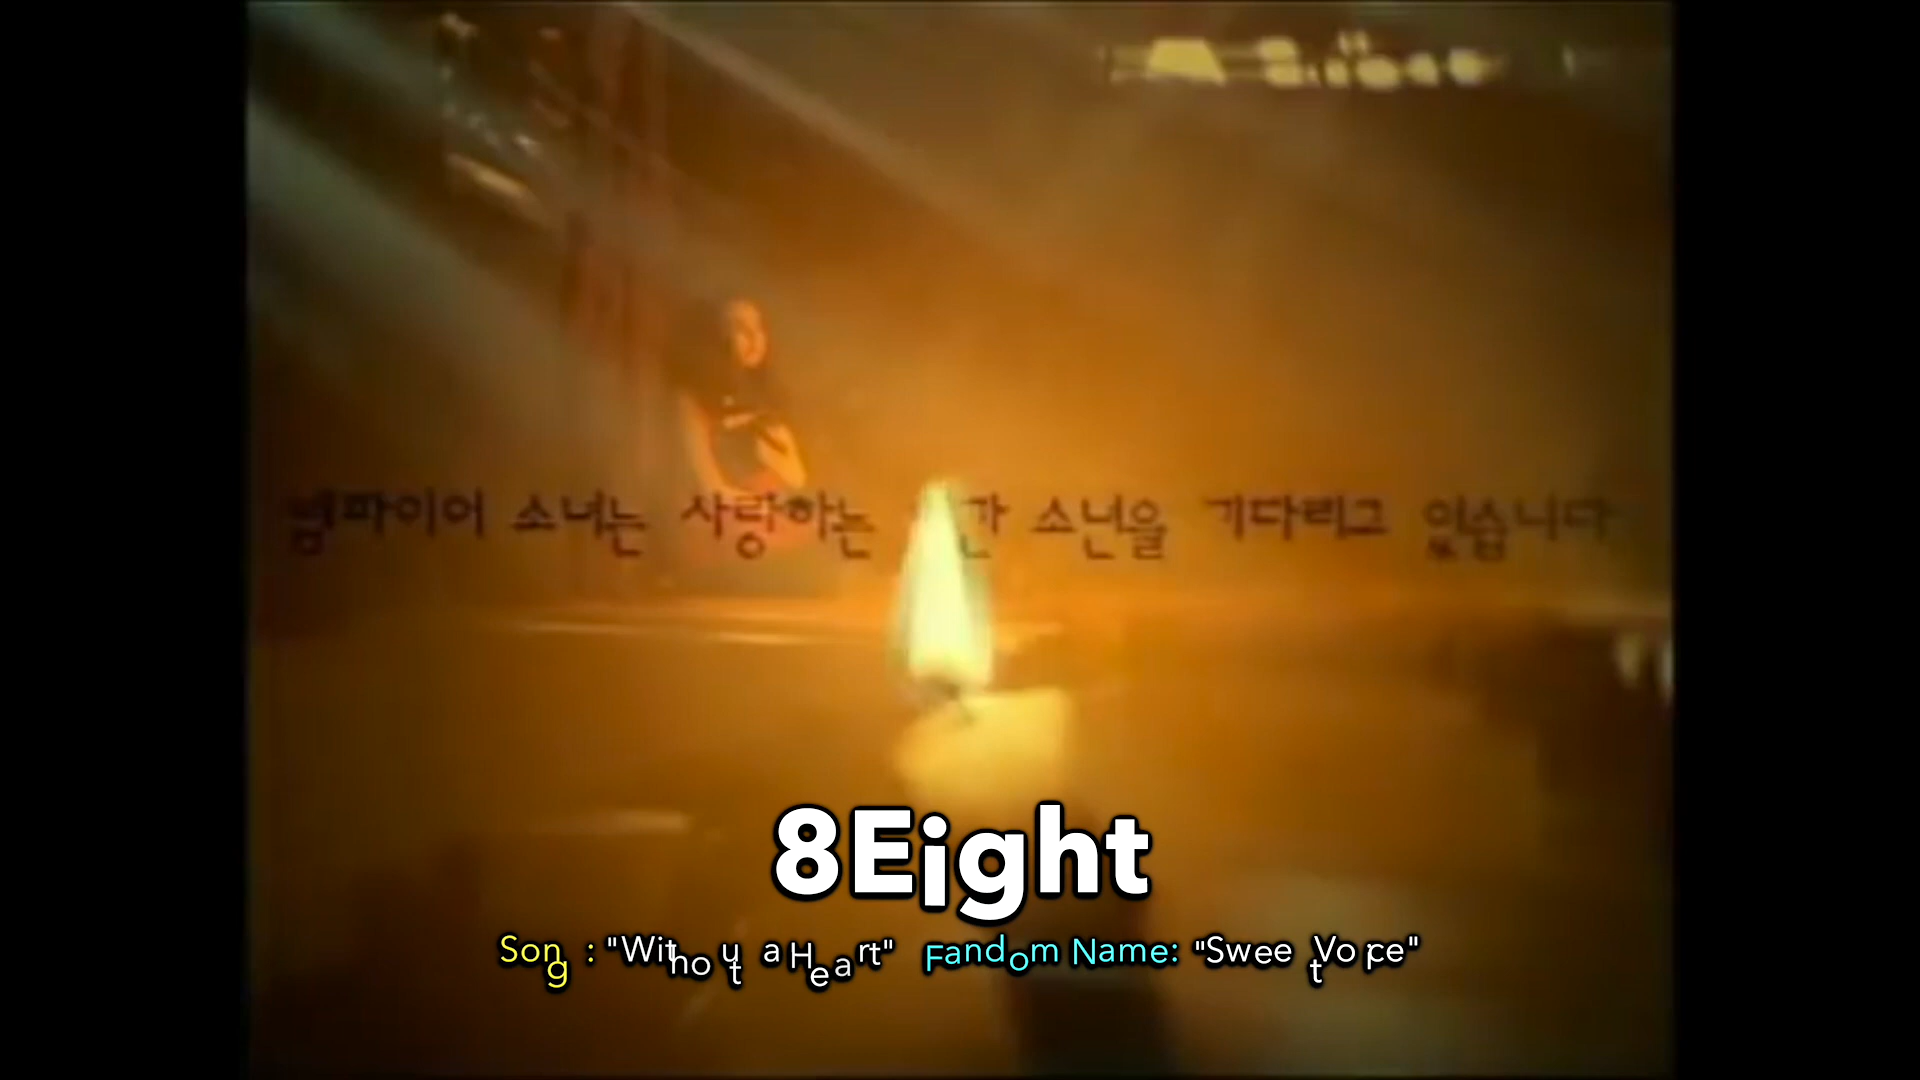 뱀파이어 소녀는 사랑하는 간 소년을 기다리고 있습니다
8Eight
Song : "Without a Heart" Fandom Name: "Sweet Voice"